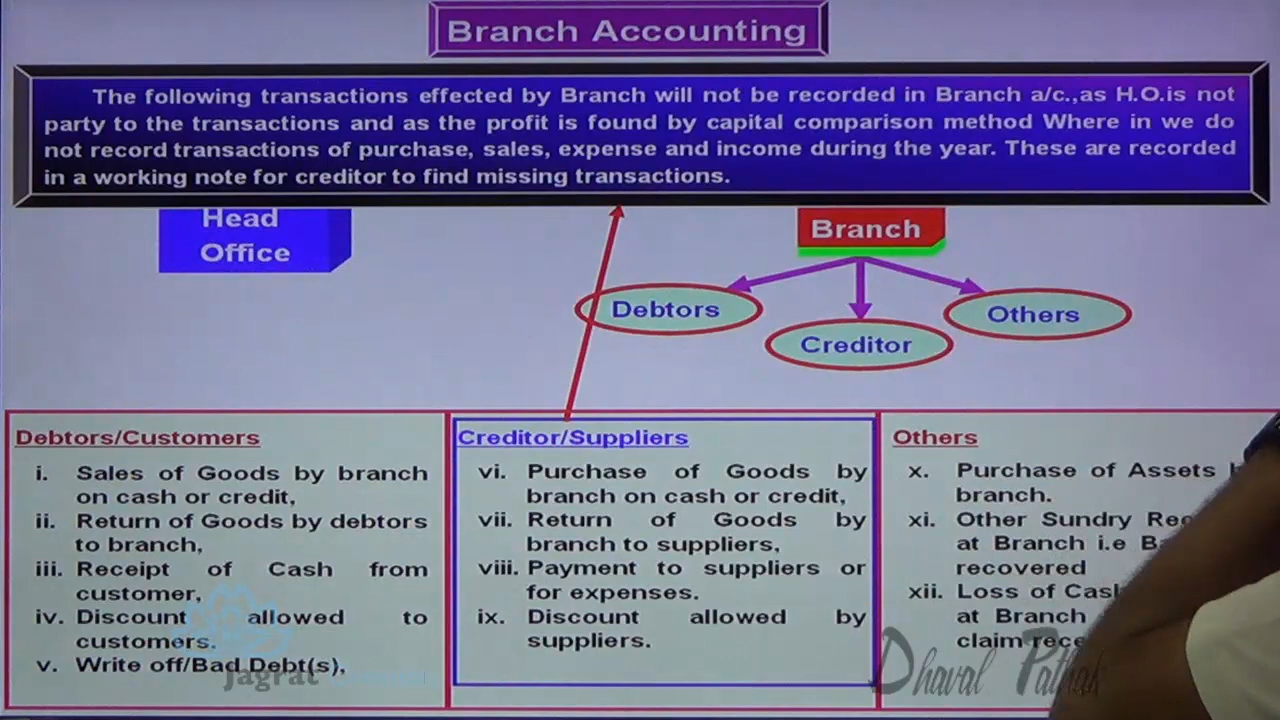 Branch Accounting
The following transactions effected by Branch will not be recorded in Branch a/c.,as H.O.is not
party to the transactions and as the profit is found by capital comparison method Where in we do
not record transactions of purchase, sales, expense and income during the year. These are recorded
in a working note for creditor to find missing transactions.
Head
Office
Branch
Debtors
Creditor
Others
Debtors/Customers
i. Sales of Goods by branch
on cash or credit,
ii. Return of Goods by debtors
to branch,
iii. Receipt of Cash from
customer,
iv. Discount allowed to
customers.
v. Write off/Bad Debt(s),
Creditor/Suppliers
vi. Purchase of Goods by
branch on cash or credit,
vii. Return of Goods by
branch to suppliers,
viii. Payment to suppliers or
for expenses.
ix. Discount allowed by
suppliers.
Others
x. Purchase of Assets
branch.
xi. Other Sundry
at Branch i.e
recovered
xii. Loss of
at Branch
claim
Jagrat
Dhaval Pathak